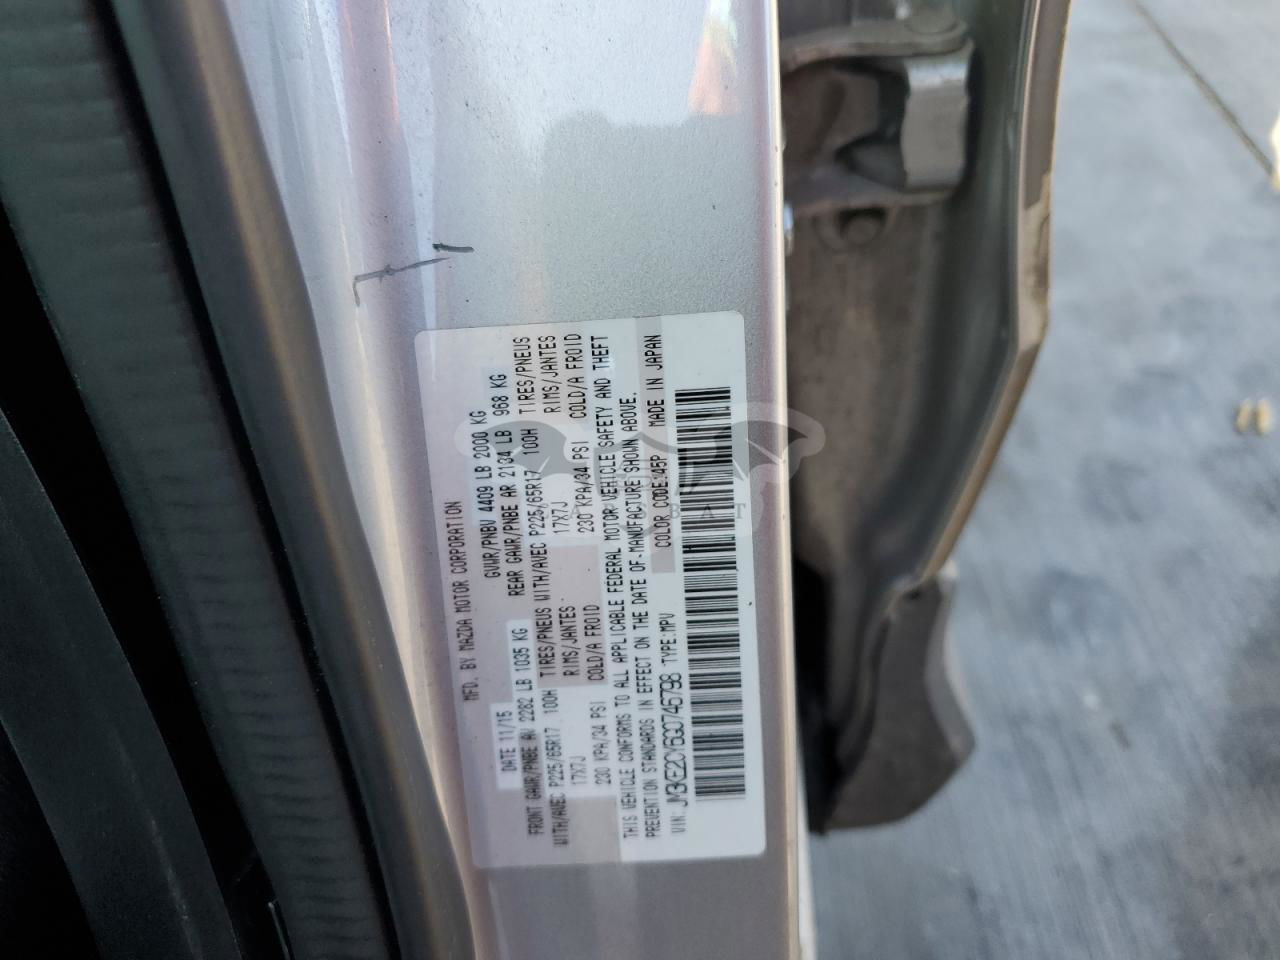 MFD. BY MAZDA MOTOR CORPORATION
DATE 11/15 GVWR/PNBV 4409 LB 2000 KG
FRONT GAWR/PNBE AV 2282 LB 1035 KG REAR GAWR/PNBE AR 2134 LB 968 KG
WITH/AVEC P225/65R17 100H TIRES/PNEUS WITH/AVEC P225/65R17 100H TIRES/PNEUS
17X7J RIMS/JANTES 17X7J RIMS/JANTES
230 KPA/34 PSI COLD/A FROID 230 KPA/34 PSI COLD/A FROID
THIS VEHICLE CONFORMS TO ALL APPLICABLE FEDERAL MOTOR VEHICLE SAFETY AND THEFT
PREVENTION STANDARDS IN EFFECT ON THE DATE OF MANUFACTURE SHOWN ABOVE.
VIN: JM3KE2CY6G0745798 TYPE:MPV COLOR CODE:45P MADE IN JAPAN